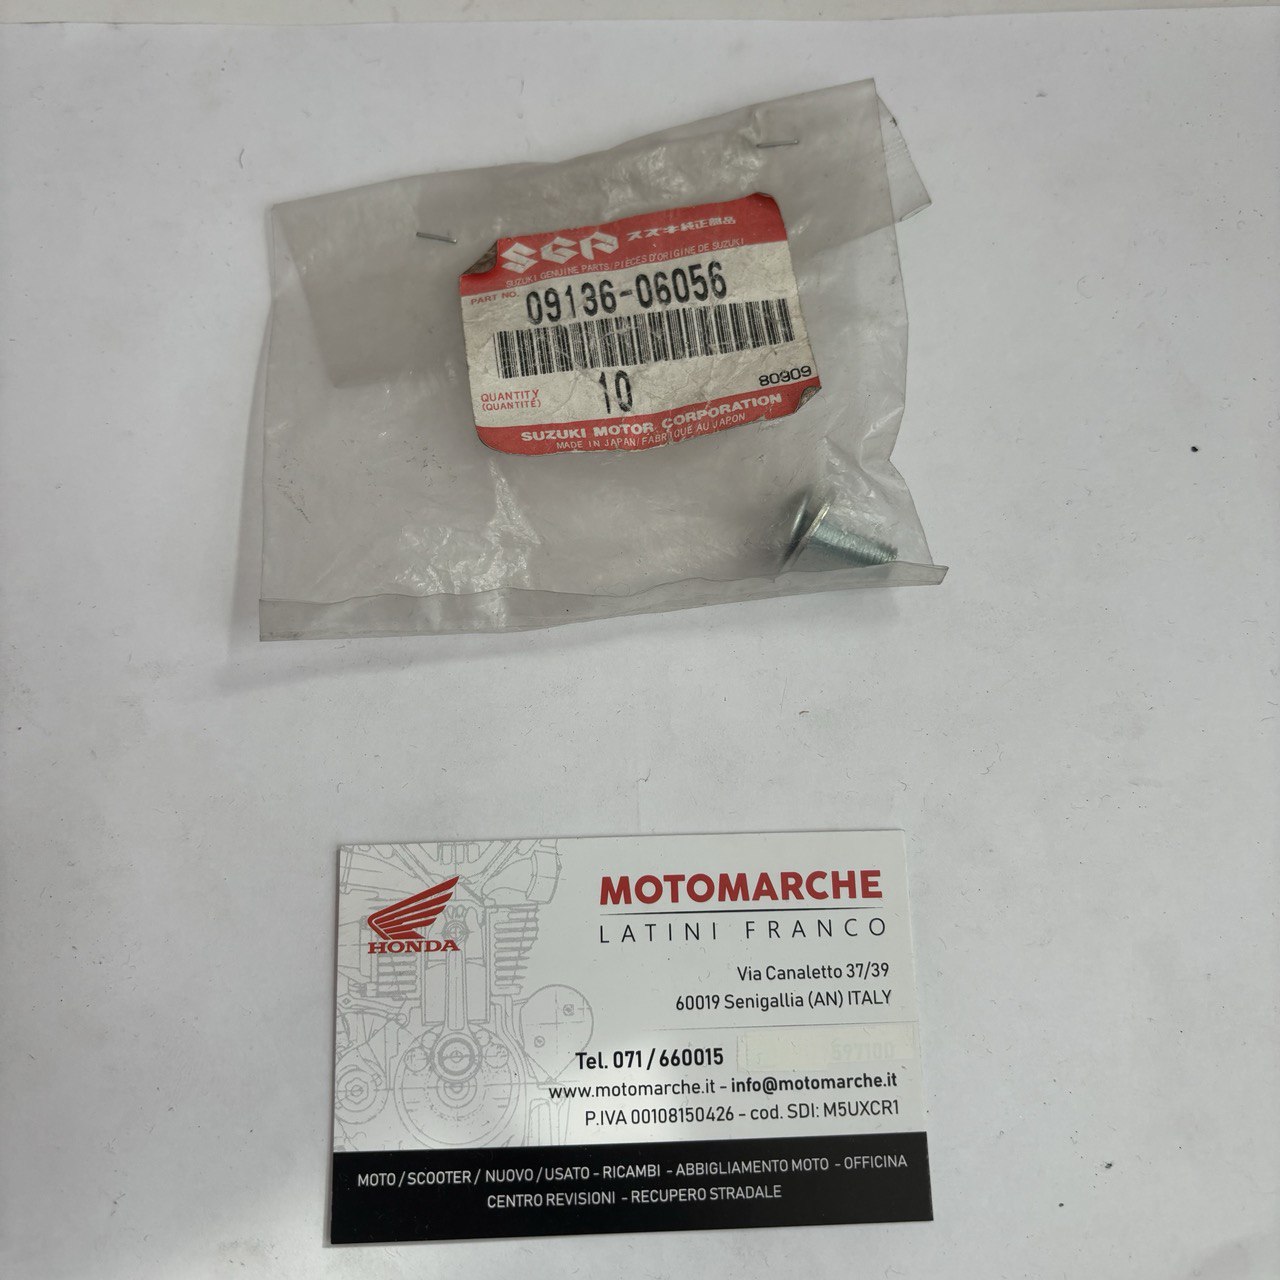 SGP スズキ純正部品
SUZUKI GENUINE PARTS/PIÈCES D'ORIGINE DE SUZUKI
PART NO. 09136-06056
QUANTITY
(QUANTITÉ)
10
80909
SUZUKI MOTOR CORPORATION
MADE IN JAPAN/FABRIQUE AU JAPON
HONDA
MOTOMARCHE
LATINI FRANCO
Via Canaletto 37/39
60019 Senigallia (AN) ITALY
Tel. 071 / 660015
www.motomarche.it - info@motomarche.it
P.IVA 00108150426 - cod. SDI: M5UXCR1
MOTO / SCOOTER / NUOVO / USATO - RICAMBI - ABBIGLIAMENTO MOTO - OFFICINA
CENTRO REVISIONI - RECUPERO STRADALE